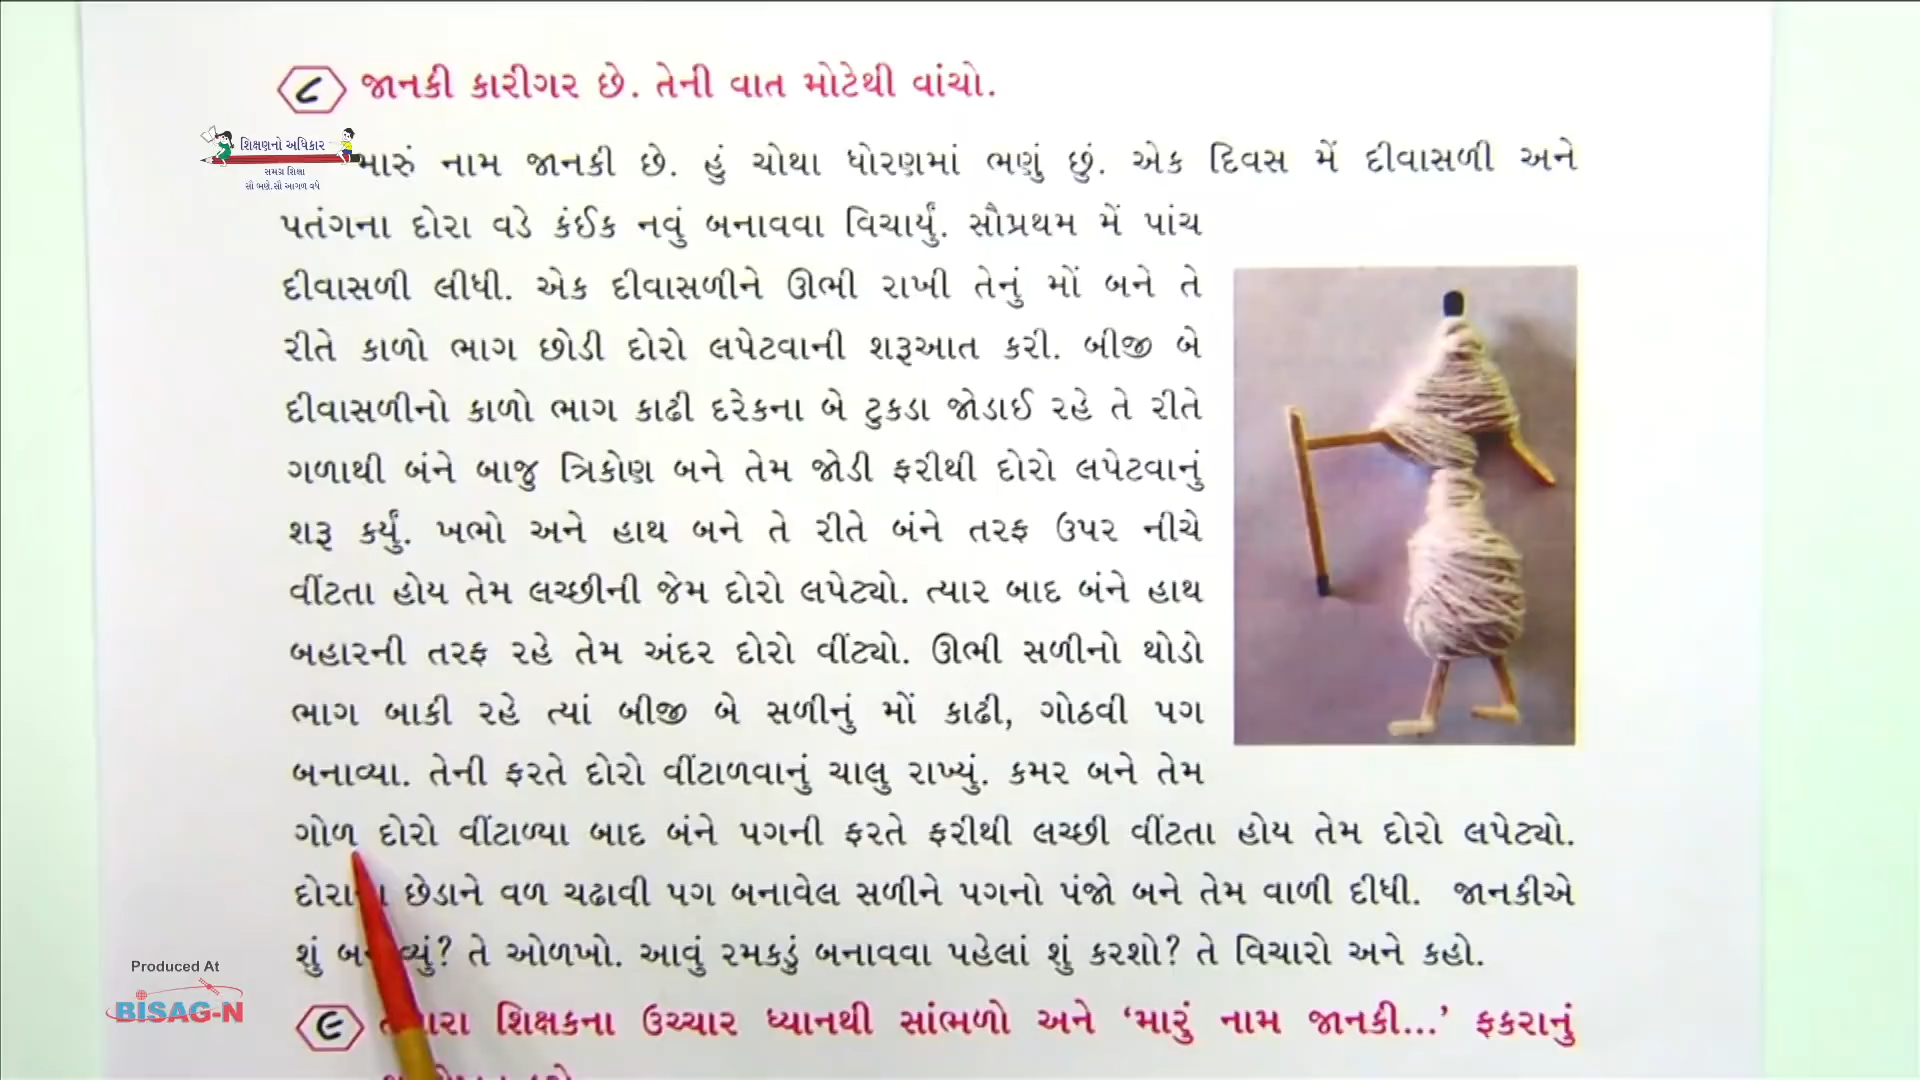 ૮ જાનકી કારીગર છે. તેની વાત મોટેથી વાંચો.
શિક્ષણનો અધિકાર
સમગ્ર શિક્ષા
સૌ ભણે.સૌ આગળ વધે
મારું નામ જાનકી છે. હું ચોથા ધોરણમાં ભણું છું. એક દિવસ મેં દીવાસળી અને
પતંગના દોરા વડે કંઈક નવું બનાવવા વિચાર્યું. સૌપ્રથમ મેં પાંચ
દીવાસળી લીધી. એક દીવાસળીને ઊભી રાખી તેનું મોં બને તે
રીતે કાળો ભાગ છોડી દોરો લપેટવાની શરૂઆત કરી. બીજી બે
દીવાસળીનો કાળો ભાગ કાઢી દરેકના બે ટુકડા જોડાઈ રહે તે રીતે
ગળાથી બંને બાજુ ત્રિકોણ બને તેમ જોડી ફરીથી દોરો લપેટવાનું
શરૂ કર્યું. ખભો અને હાથ બને તે રીતે બંને તરફ ઉપર નીચે
વીંટતા હોય તેમ લચ્છીની જેમ દોરો લપેટ્યો. ત્યાર બાદ બંને હાથ
બહારની તરફ રહે તેમ અંદર દોરો વીંટ્યો. ઊભી સળીનો થોડો
ભાગ બાકી રહે ત્યાં બીજી બે સળીનું મોં કાઢી, ગોઠવી પગ
બનાવ્યા. તેની ફરતે દોરો વીંટાળવાનું ચાલુ રાખ્યું. કમર બને તેમ
ગોળ દોરો વીંટાળ્યા બાદ બંને પગની ફરતે ફરીથી લચ્છી વીંટતા હોય તેમ દોરો લપેટ્યો.
છેડાને વળ ચઢાવી પગ બનાવેલ સળીને પગનો પંજો બને તેમ વાળી દીધી. જાનકીએ
શું તે ઓળખો. આવું રમકડું બનાવવા પહેલાં શું કરશો? તે વિચારો અને કહો.
Produced At
BISAG-N
૯ શિક્ષકના ઉચ્ચાર ધ્યાનથી સાંભળો અને ‘મારું નામ જાનકી...’ ફકરાનું